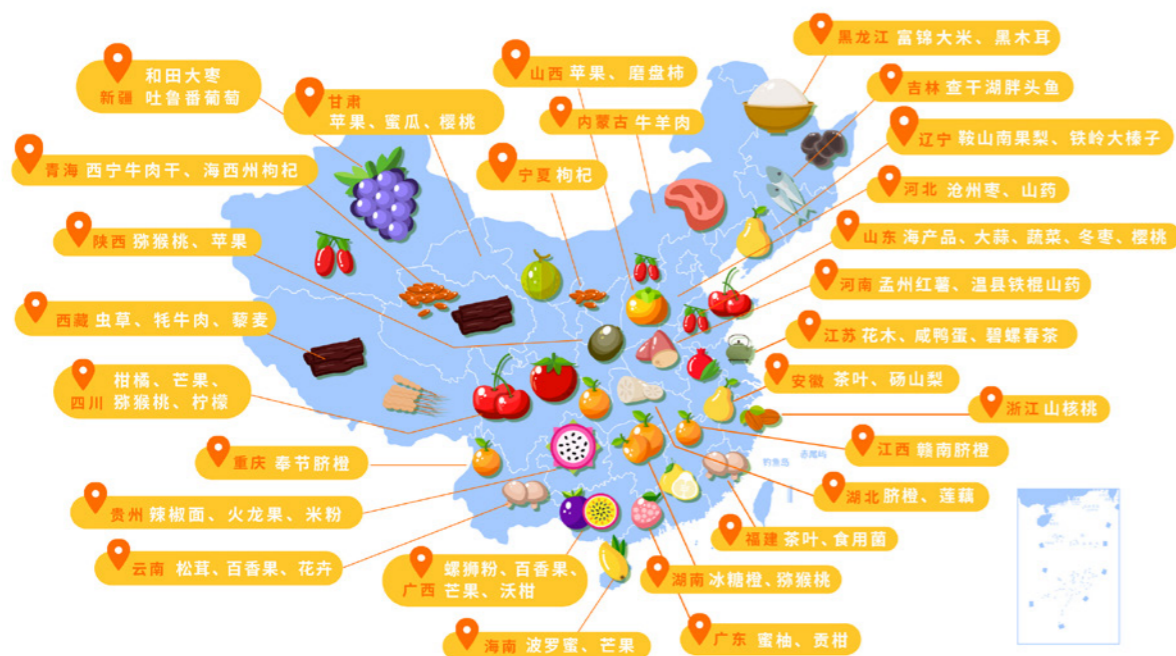 黑龙江 富锦大米、黑木耳
山西 苹果、磨盘柿
和田大枣
新疆 吐鲁番葡萄
吉林 查干湖胖头鱼
甘肃
苹果、蜜瓜、樱桃
内蒙古 牛羊肉
辽宁 鞍山南果梨、铁岭大榛子
青海 西宁牛肉干、海西州枸杞
宁夏 枸杞
河北 沧州枣、山药
陕西 猕猴桃、苹果
山东 海产品、大蒜、蔬菜、冬枣、樱桃
河南 孟州红薯、温县铁棍山药
西藏 虫草、牦牛肉、藜麦
江苏 花木、咸鸭蛋、碧螺春茶
柑橘、芒果、
四川 猕猴桃、柠檬
安徽 茶叶、砀山梨
浙江 山核桃
江西 赣南脐橙
重庆 奉节脐橙
钓鱼岛 赤尾屿
湖北 脐橙、莲藕
贵州 辣椒面、火龙果、米粉
福建 茶叶、食用菌
云南 松茸、百香果、花卉
螺狮粉、百香果、
广西 芒果、沃柑
湖南 冰糖橙、猕猴桃
海南 波罗蜜、芒果
广东 蜜柚、贡柑